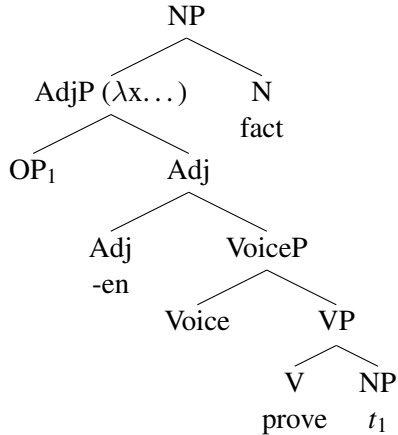 NP
AdjP (λx. . . ) N
fact
OP₁ Adj
Adj VoiceP
-en
Voice VP
V NP
prove t₁